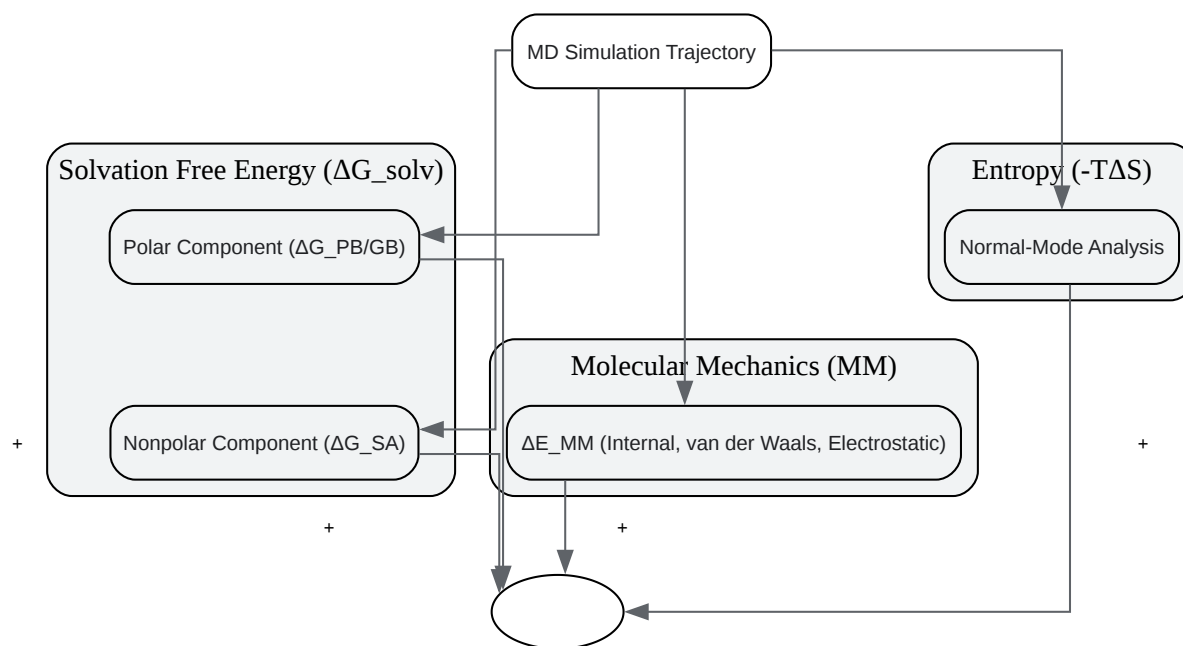 MD Simulation Trajectory
Solvation Free Energy (ΔG_solv)
Entropy (-TΔS)
Polar Component (ΔG_PB/GB)
Normal-Mode Analysis
Molecular Mechanics (MM)
Nonpolar Component (ΔG_SA)
ΔE_MM (Internal, van der Waals, Electrostatic)
+
+
+
+